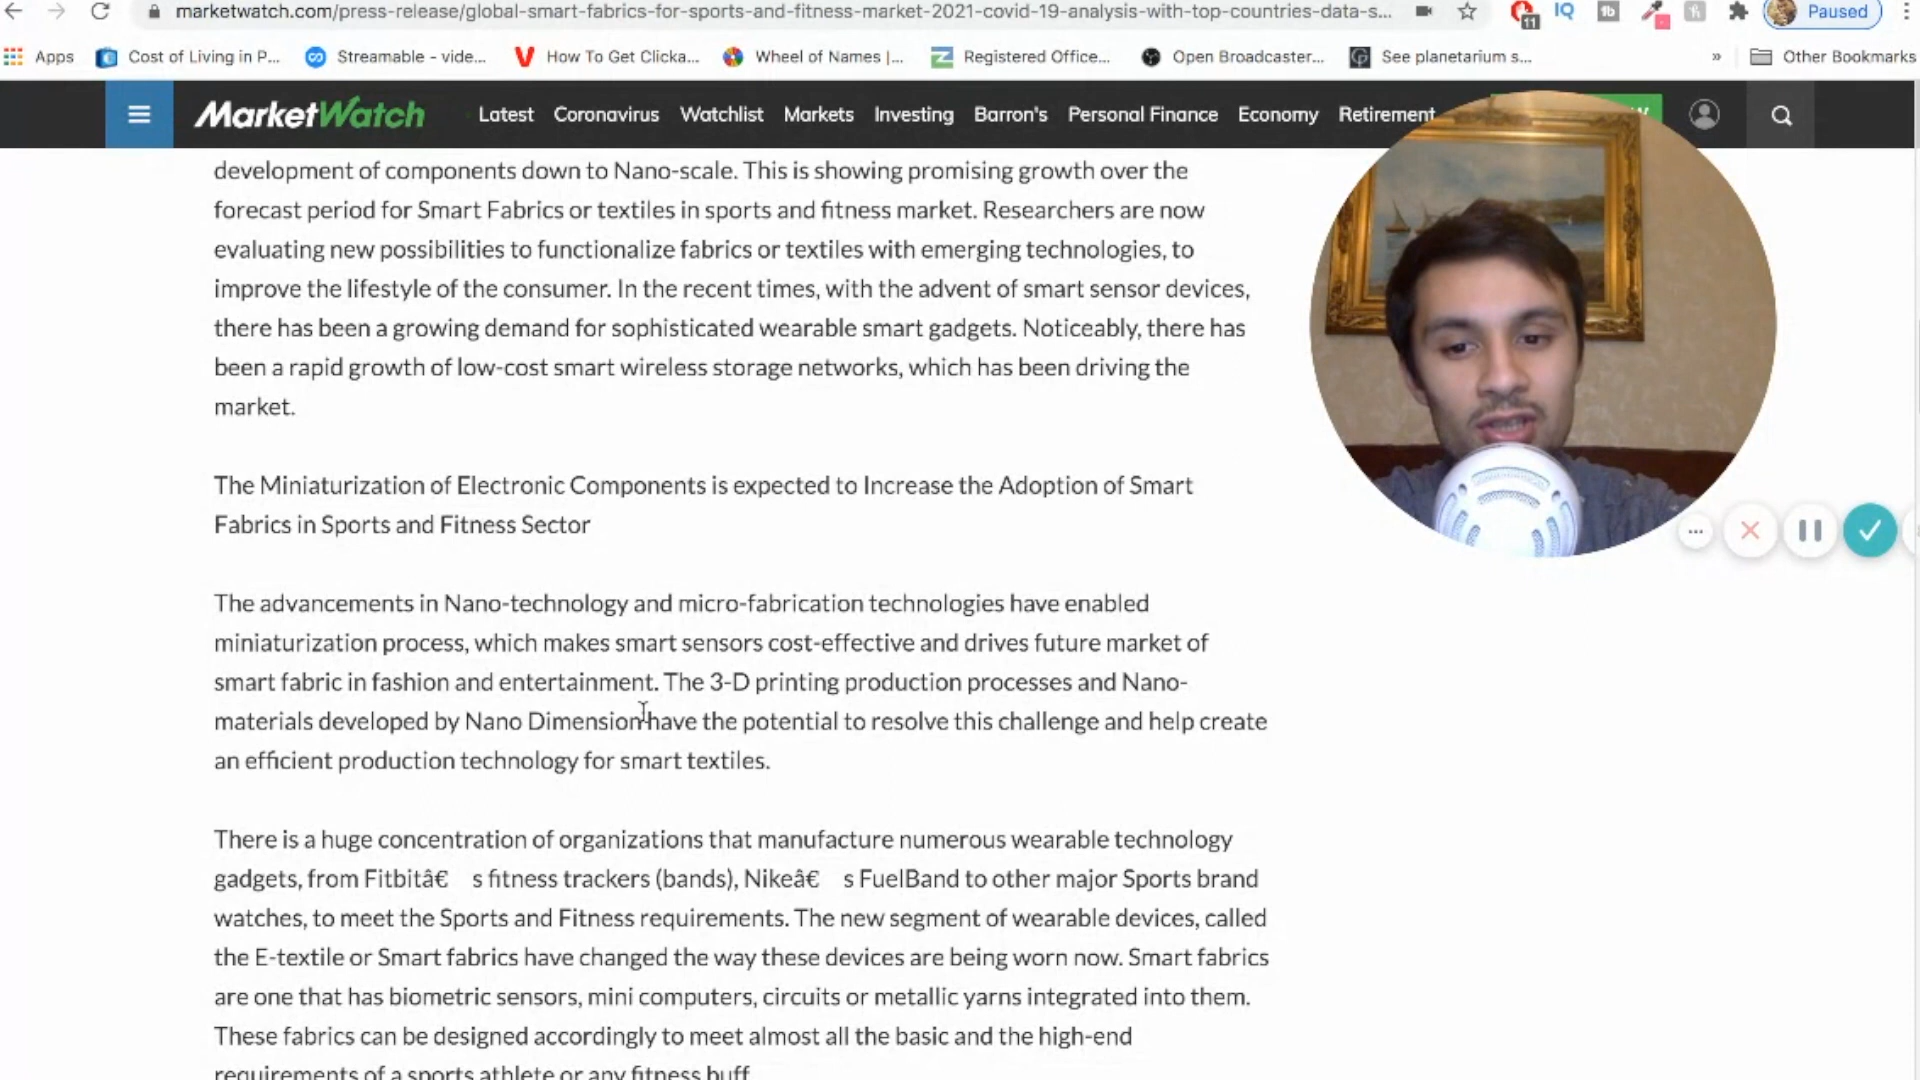 marketwatch.com/press-release/global-smart-fabrics-for-sports-and-fitness-market-2021-covid-19-analysis-with-top-countries-data-s...
11
IQ
Paused
Apps
Cost of Living in P...
Streamable - vide...
How To Get Clicka...
Wheel of Names |...
Registered Office...
Open Broadcaster...
See planetarium s...
»
Other Bookmarks
MarketWatch
Latest Coronavirus Watchlist Markets Investing Barron's Personal Finance Economy Retirement
development of components down to Nano-scale. This is showing promising growth over the
forecast period for Smart Fabrics or textiles in sports and fitness market. Researchers are now
evaluating new possibilities to functionalize fabrics or textiles with emerging technologies, to
improve the lifestyle of the consumer. In the recent times, with the advent of smart sensor devices,
there has been a growing demand for sophisticated wearable smart gadgets. Noticeably, there has
been a rapid growth of low-cost smart wireless storage networks, which has been driving the
market.
The Miniaturization of Electronic Components is expected to Increase the Adoption of Smart
Fabrics in Sports and Fitness Sector
The advancements in Nano-technology and micro-fabrication technologies have enabled
miniaturization process, which makes smart sensors cost-effective and drives future market of
smart fabric in fashion and entertainment. The 3-D printing production processes and Nano-
materials developed by Nano Dimension have the potential to resolve this challenge and help create
an efficient production technology for smart textiles.
There is a huge concentration of organizations that manufacture numerous wearable technology
gadgets, from Fitbitâ€ s fitness trackers (bands), Nikeâ€ s FuelBand to other major Sports brand
watches, to meet the Sports and Fitness requirements. The new segment of wearable devices, called
the E-textile or Smart fabrics have changed the way these devices are being worn now. Smart fabrics
are one that has biometric sensors, mini computers, circuits or metallic yarns integrated into them.
These fabrics can be designed accordingly to meet almost all the basic and the high-end
requirements of a sports athlete or any fitness buff